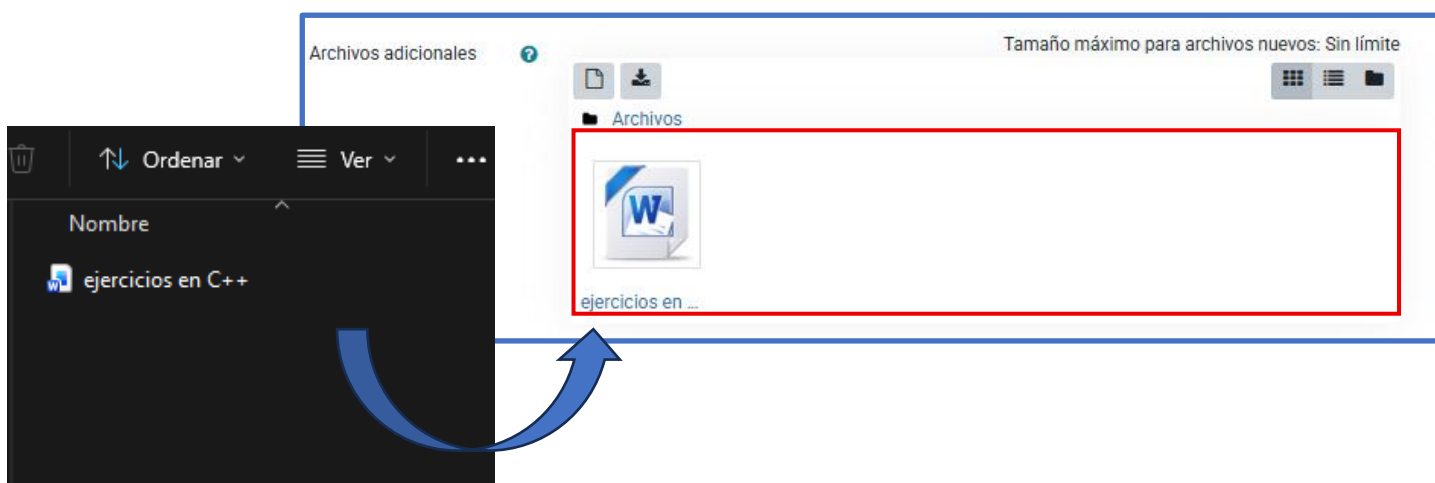 Archivos adicionales
Tamaño máximo para archivos nuevos: Sin límite
Archivos
ejercicios en ...
Ordenar
Ver
Nombre
ejercicios en C++